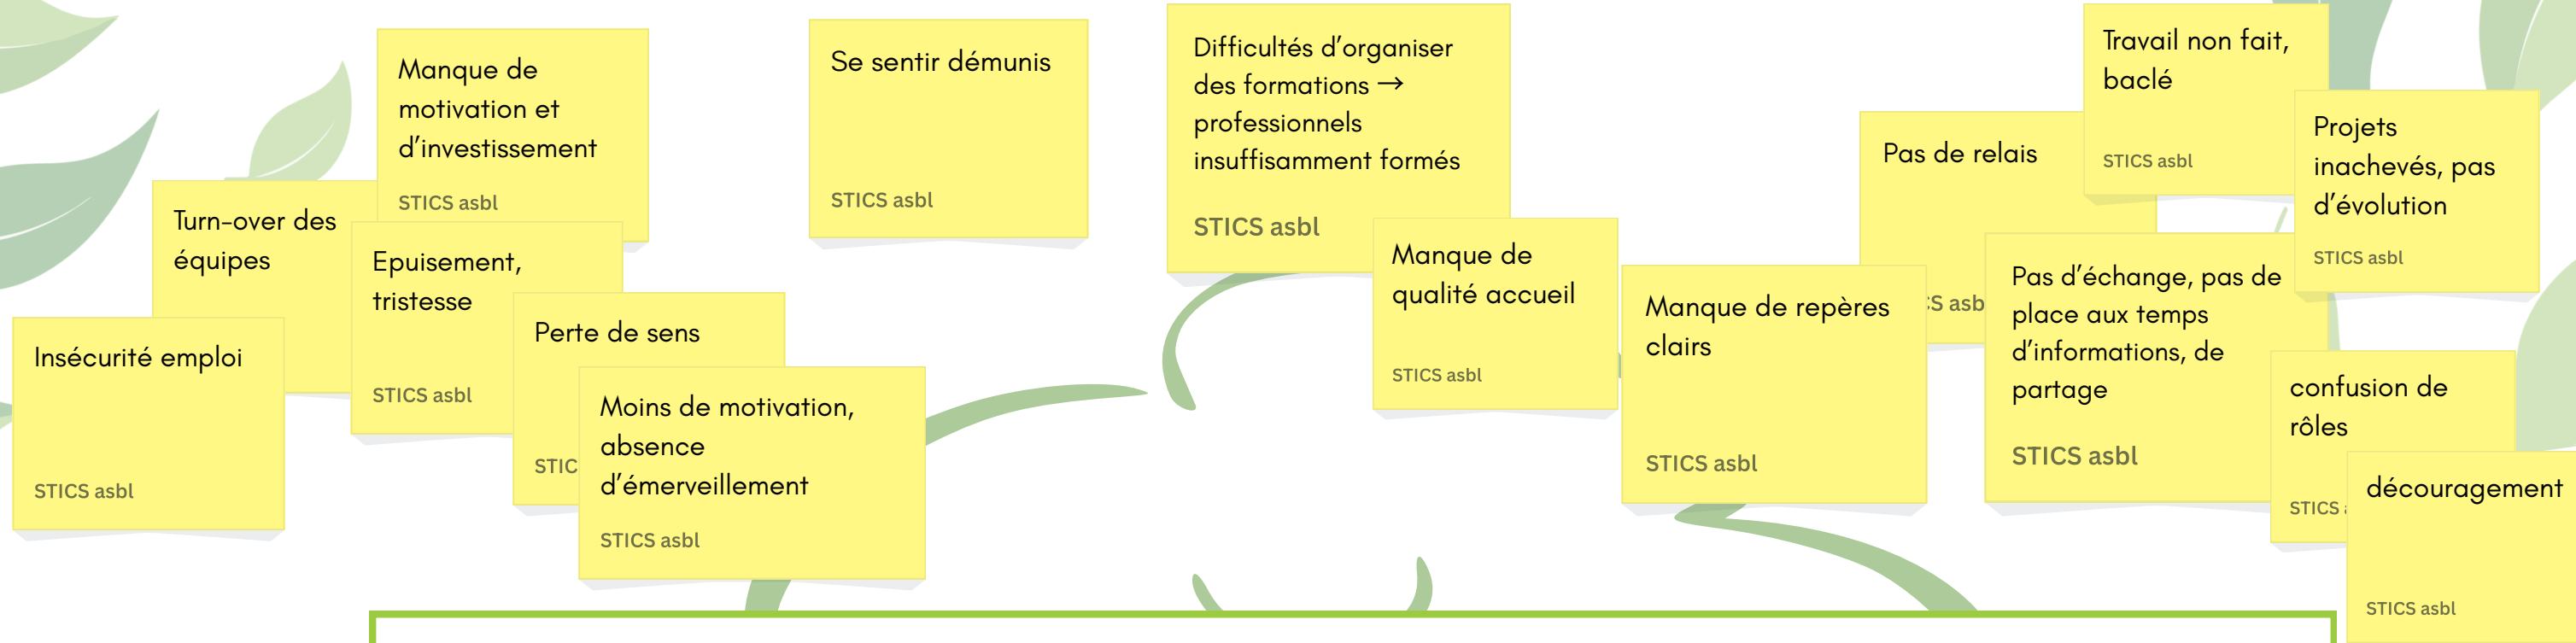 Manque de
motivation et
d'investissement
STICS asbl
Turn-over des
équipes
Epuisement,
tristesse
STICS asbl
Insécurité emploi
STICS asbl
Perte de sens
STIC
Moins de motivation,
absence
d'émerveillement
STICS asbl
Se sentir démunis
STICS asbl
Difficultés d'organiser
des formations →
professionnels
insuffisamment formés
STICS asbl
Manque de
qualité accueil
STICS asbl
Manque de repères
clairs
STICS asbl
Pas de relais
CS asb
Travail non fait,
baclé
STICS asbl
Projets
inachevés, pas
d'évolution
STICS asbl
Pas d'échange, pas de
place aux temps
d'informations, de
partage
STICS asbl
confusion de
rôles
STICS
découragement
STICS asbl